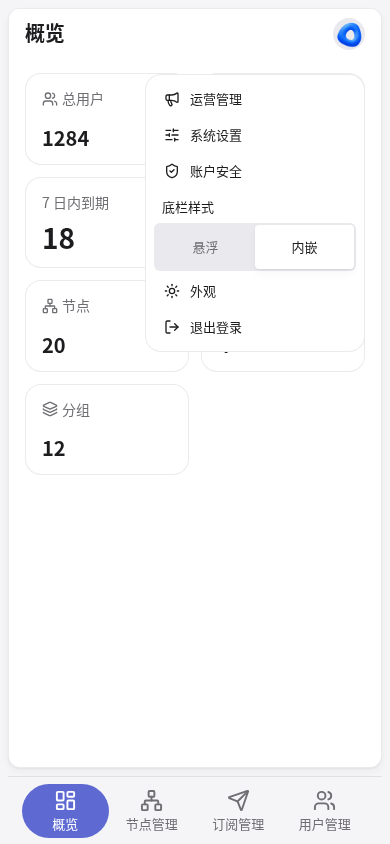 概览
总用户
1284
7 日内到期
18
节点
20
分组
12
运营管理
系统设置
账户安全
底栏样式
悬浮
内嵌
外观
退出登录
概览
节点管理
订阅管理
用户管理